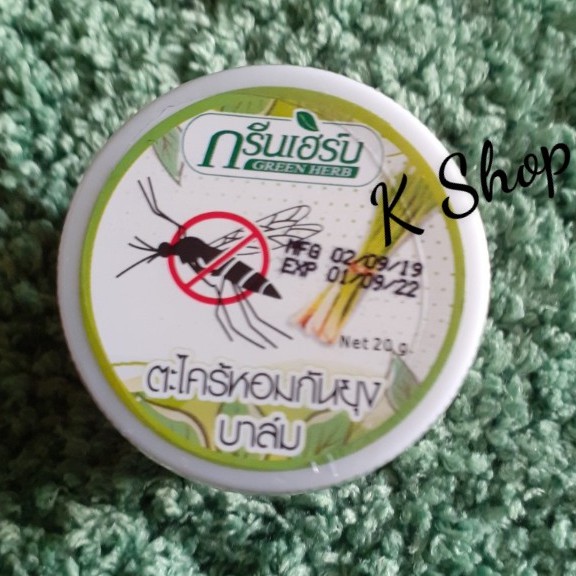 กรีนเฮิร์บ
GREEN HERB
K Shop
MFG 02/09/19
EXP 01/09/22
Net 20 g.
ตะไคร้หอมกันยุง
บาล์ม